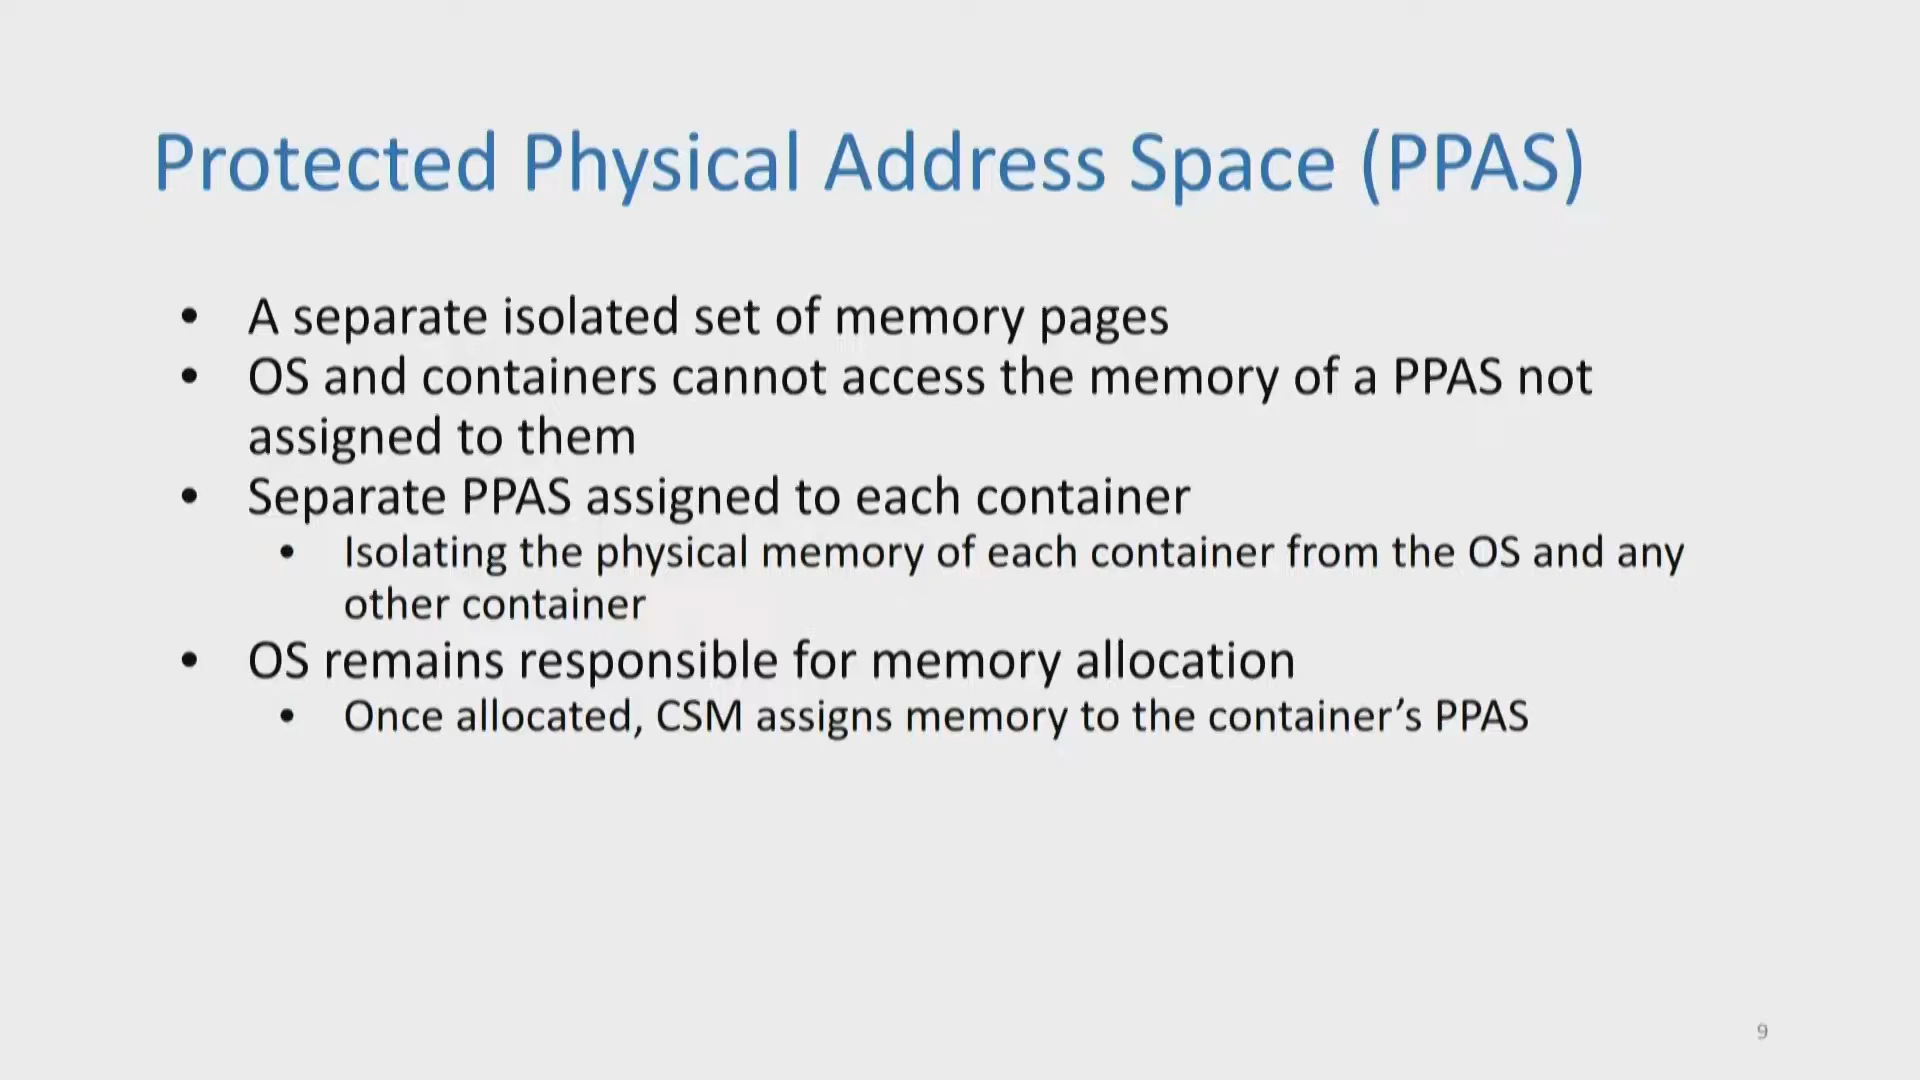 Protected Physical Address Space (PPAS)
• A separate isolated set of memory pages
• OS and containers cannot access the memory of a PPAS not
assigned to them
• Separate PPAS assigned to each container
• Isolating the physical memory of each container from the OS and any
other container
• OS remains responsible for memory allocation
• Once allocated, CSM assigns memory to the container’s PPAS
9